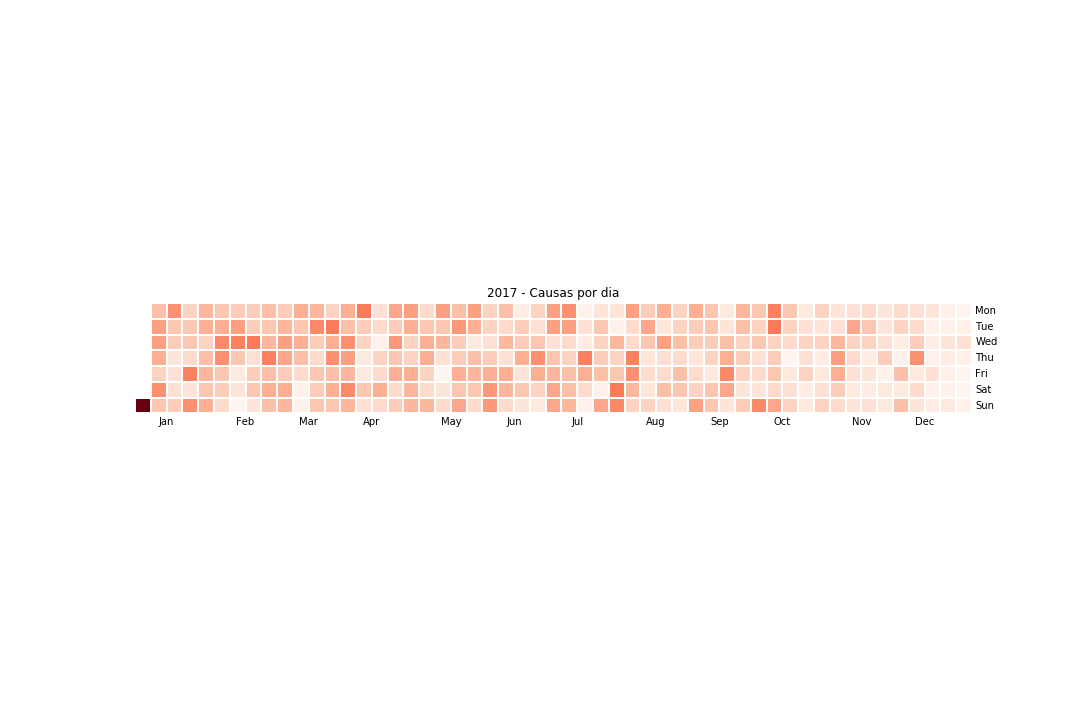 2017 - Causas por dia
Mon
Tue
Wed
Thu
Fri
Sat
Sun
Jan Feb Mar Apr May Jun Jul Aug Sep Oct Nov Dec